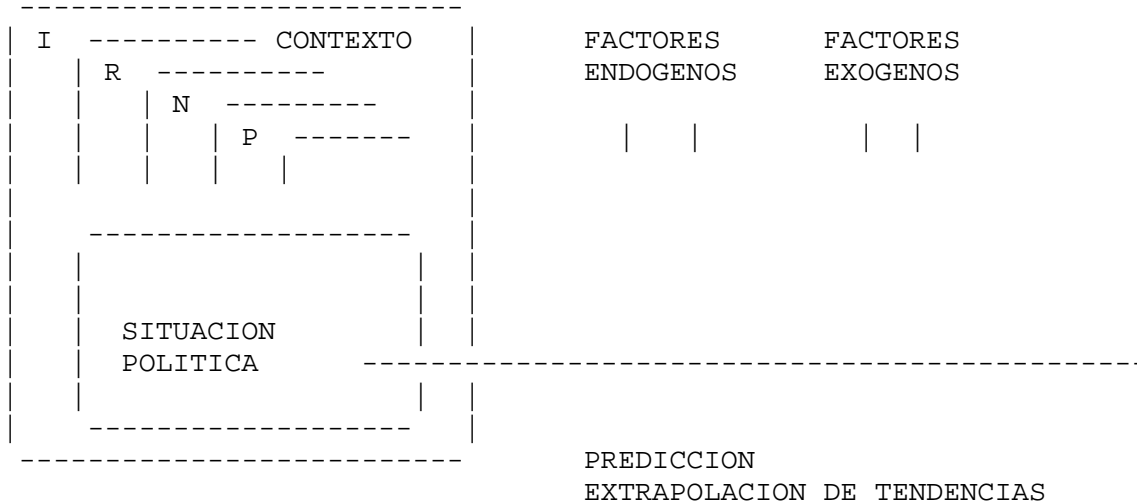 I CONTEXTO FACTORES FACTORES
R ENDOGENOS EXOGENOS
N
P
SITUACION
POLITICA
PREDICCION
EXTRAPOLACION DE TENDENCIAS